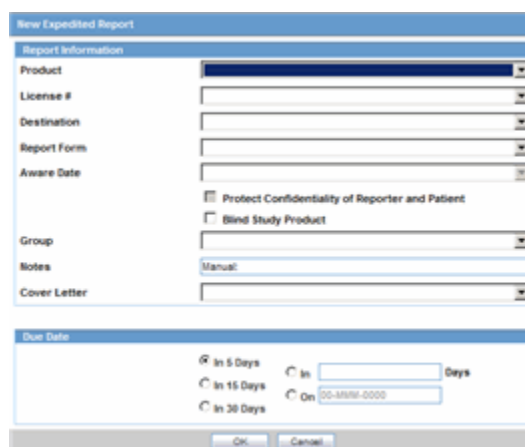 New Expedited Report
Report Information
Product
License #
Destination
Report Form
Aware Date
Protect Confidentiality of Reporter and Patient
Blind Study Product
Group
Notes Manual:
Cover Letter
Due Date
In 5 Days
In Days
In 15 Days
On 00-MMM-0000
In 30 Days
OK Cancel